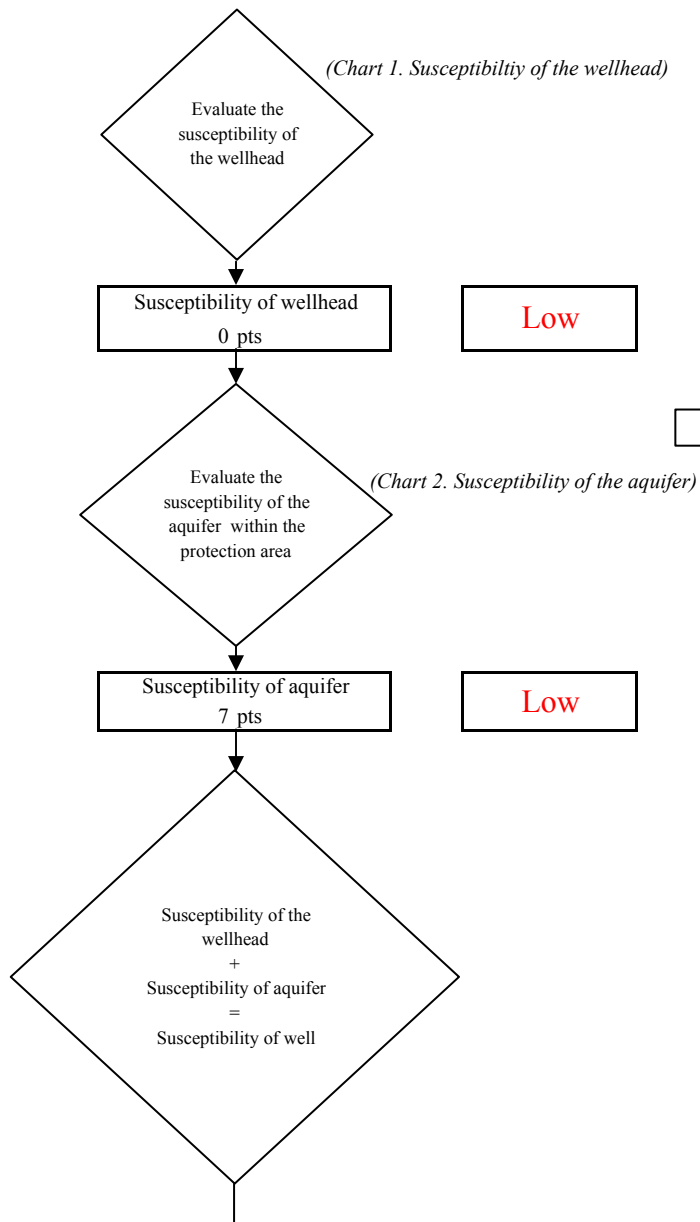 (Chart 1. Susceptibiltiy of the wellhead)
Evaluate the
susceptibility of
the wellhead
Susceptibility of wellhead
0 pts
Low
Evaluate the
susceptibility of the
aquifer within the
protection area
(Chart 2. Susceptibility of the aquifer)
Susceptibility of aquifer
7 pts
Low
Susceptibility of the
wellhead
+
Susceptibility of aquifer
=
Susceptibility of well